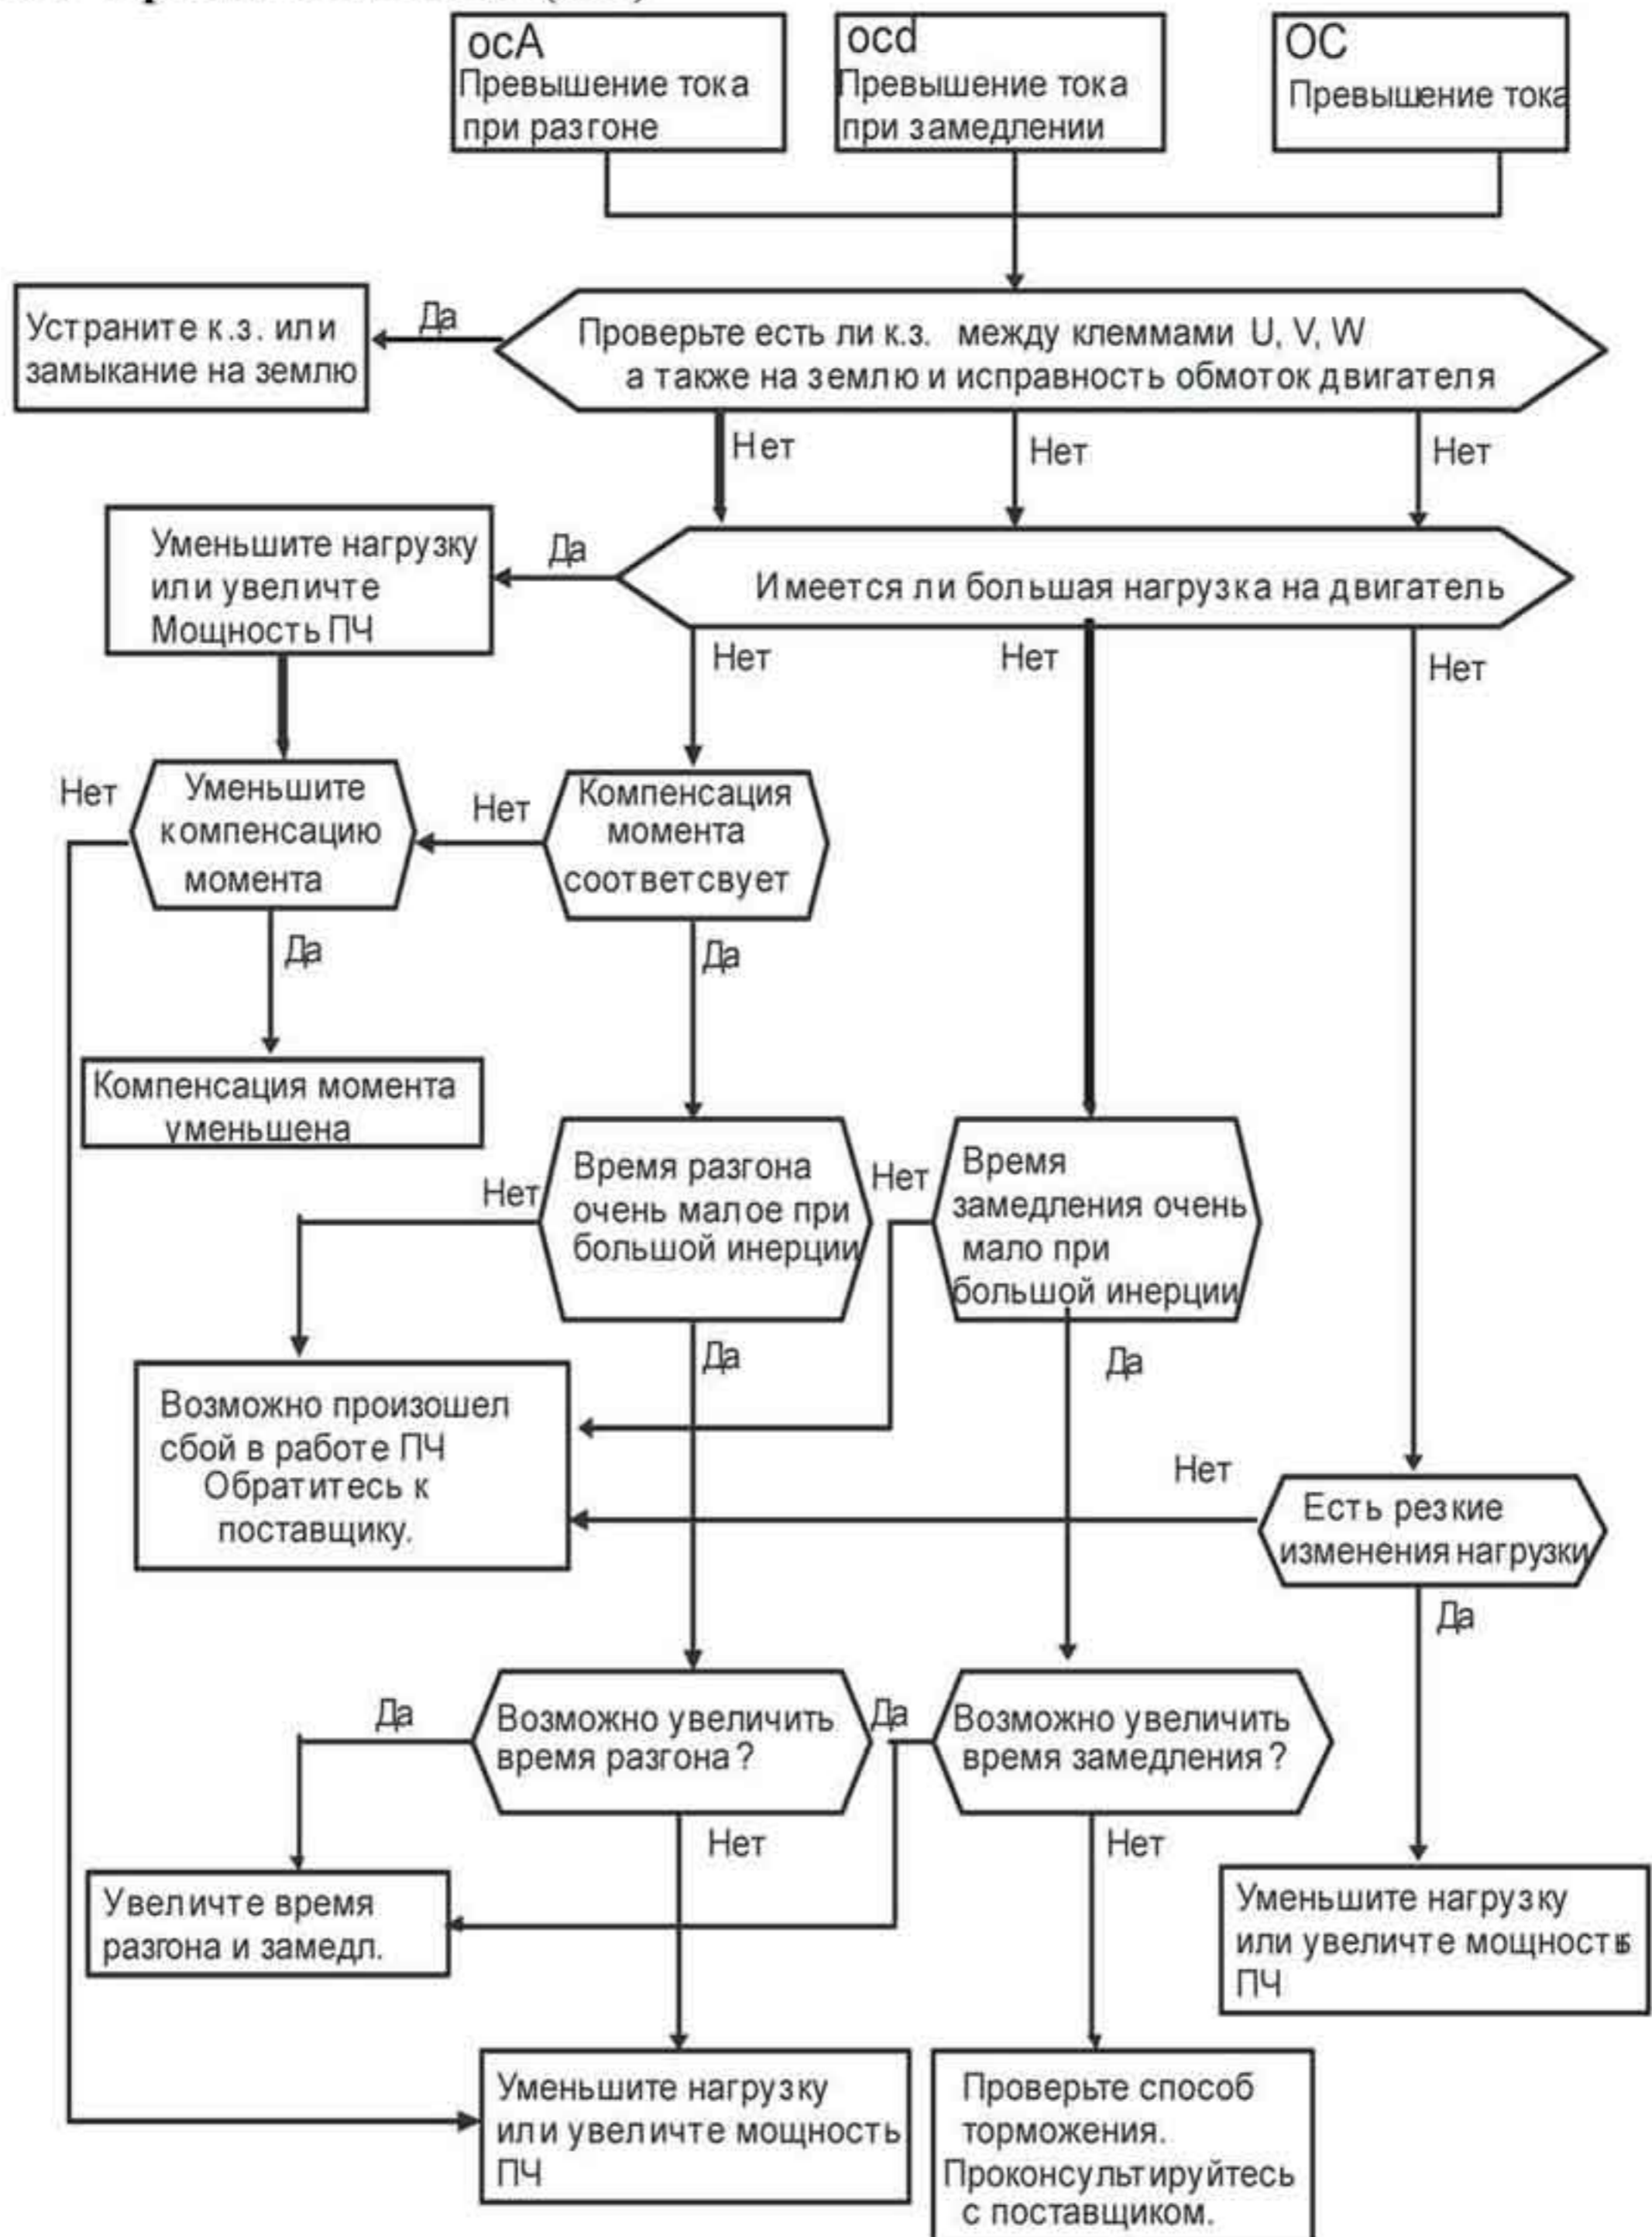 ocA
Превышение тока
при разгоне
ocd
Превышение тока
при замедлении
OC
Превышение тока
Устраните к.з. или
замыкание на землю
Да
Проверьте есть ли к.з. между клеммами U, V, W
а также на землю и исправность обмоток двигателя
Нет
Нет
Нет
Уменьшите нагрузку
или увеличте
Мощность ПЧ
Да
Имеется ли большая нагрузка на двигатель
Нет
Нет
Нет
Нет
Уменьшите
компенсацию
момента
Нет
Компенсация
момента
соответсвует
Да
Да
Компенсация момента
уменьшена
Нет
Время разгона
очень малое при
большой инерции
Нет
Время
замедления очень
мало при
большой инерции
Да
Да
Возможно произошел
сбой в работе ПЧ
Обратитесь к
поставщику.
Нет
Есть резкие
изменения нагрузки
Да
Да
Возможно увеличить
время разгона?
Да
Возможно увеличить
время замедления?
Нет
Нет
Увеличте время
разгона и замедл.
Уменьшите нагрузку
или увеличте мощность
ПЧ
Уменьшите нагрузку
или увеличте мощность
ПЧ
Проверьте способ
торможения.
Проконсультируйтесь
с поставщиком.